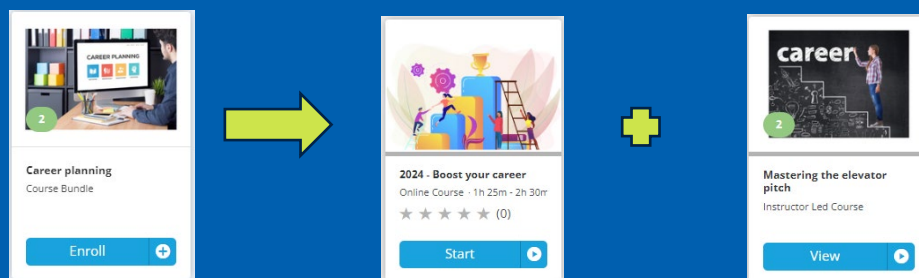 CAREER PLANNING
2
Career planning
Course Bundle
Enroll
2024 - Boost your career
Online Course · 1h 25m - 2h 30m
(0)
Start
career
2
Mastering the elevator
pitch
Instructor Led Course
View